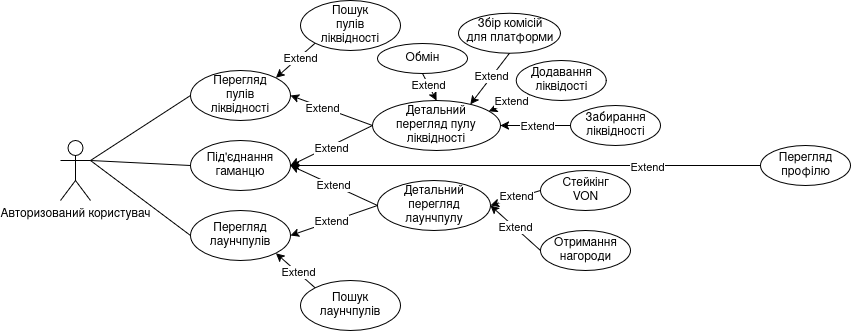 Пошук
пулів
ліквідності
Extend
Збір комісій
для платформи
Обмін
Extend
Extend
Додавання
ліквідості
Extend
Перегляд
пулів
ліквідності
Extend
Детальний
перегляд пулу
ліквідності
Extend
Забирання
ліквідності
Extend
Під'єднання
гаманцю
Extend
Перегляд
профілю
Авторизований користувач
Extend
Детальний
перегляд
лаунчпулу
Extend
Стейкінг
VON
Extend
Перегляд
лаунчпулів
Extend
Отримання
нагороди
Extend
Пошук
лаунчпулів